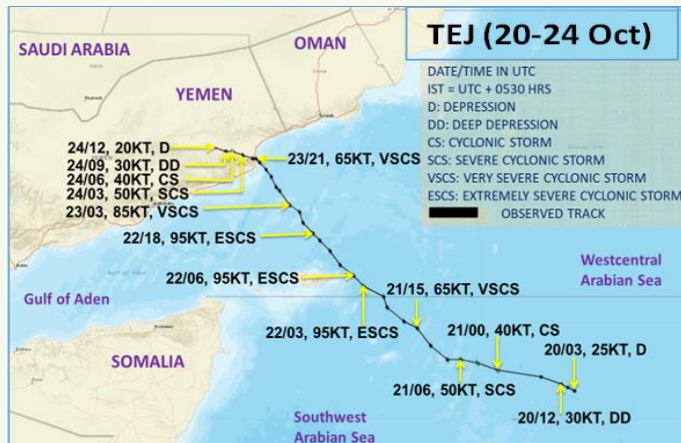 TEJ (20-24 Oct)
DATE/TIME IN UTC
IST = UTC + 0530 HRS
D: DEPRESSION
DD: DEEP DEPRESSION
CS: CYCLONIC STORM
SCS: SEVERE CYCLONIC STORM
VSCS: VERY SEVERE CYCLONIC STORM
ESCS: EXTREMELY SEVERE CYCLONIC STORM
OBSERVED TRACK
SAUDI ARABIA
OMAN
YEMEN
24/12, 20KT, D
24/09, 30KT, DD
24/06, 40KT, CS
24/03, 50KT, SCS
23/03, 85KT, VSCS
23/21, 65KT, VSCS
22/18, 95KT, ESCS
22/06, 95KT, ESCS
22/03, 95KT, ESCS
21/15, 65KT, VSCS
Westcentral
Arabian Sea
Gulf of Aden
21/00, 40KT, CS
20/03, 25KT, D
SOMALIA
21/06, 50KT, SCS
20/12, 30KT, DD
Southwest
Arabian Sea